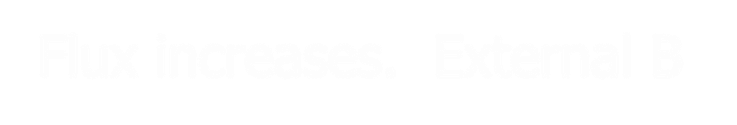 Flux increases, External B